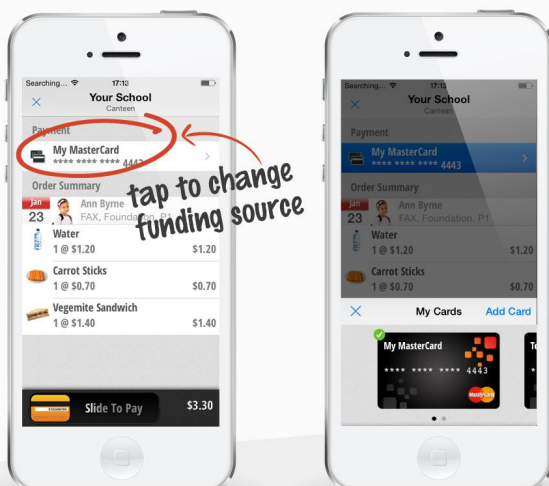 Searching... 17:13
Your School
Canteen
Payment
My MasterCard
**** **** **** 4443
Order Summary
Jan
23
Ann Byrne
FAX, Foundation, P1
Water
1 @ $1.20 $1.20
Carrot Sticks
1 @ $0.70 $0.70
Vegemite Sandwich
1 @ $1.40 $1.40
Slide To Pay $3.30
tap to change
funding source
Searching... 17:13
Your School
Canteen
Payment
My MasterCard
**** **** **** 4443
Order Summary
Jan
23
Ann Byrne
FAX, Foundation, P1
Water
1 @ $1.20 $1.20
Carrot Sticks
1 @ $0.70 $0.70
My Cards Add Card
My MasterCard
**** **** **** 4443
MasterCard